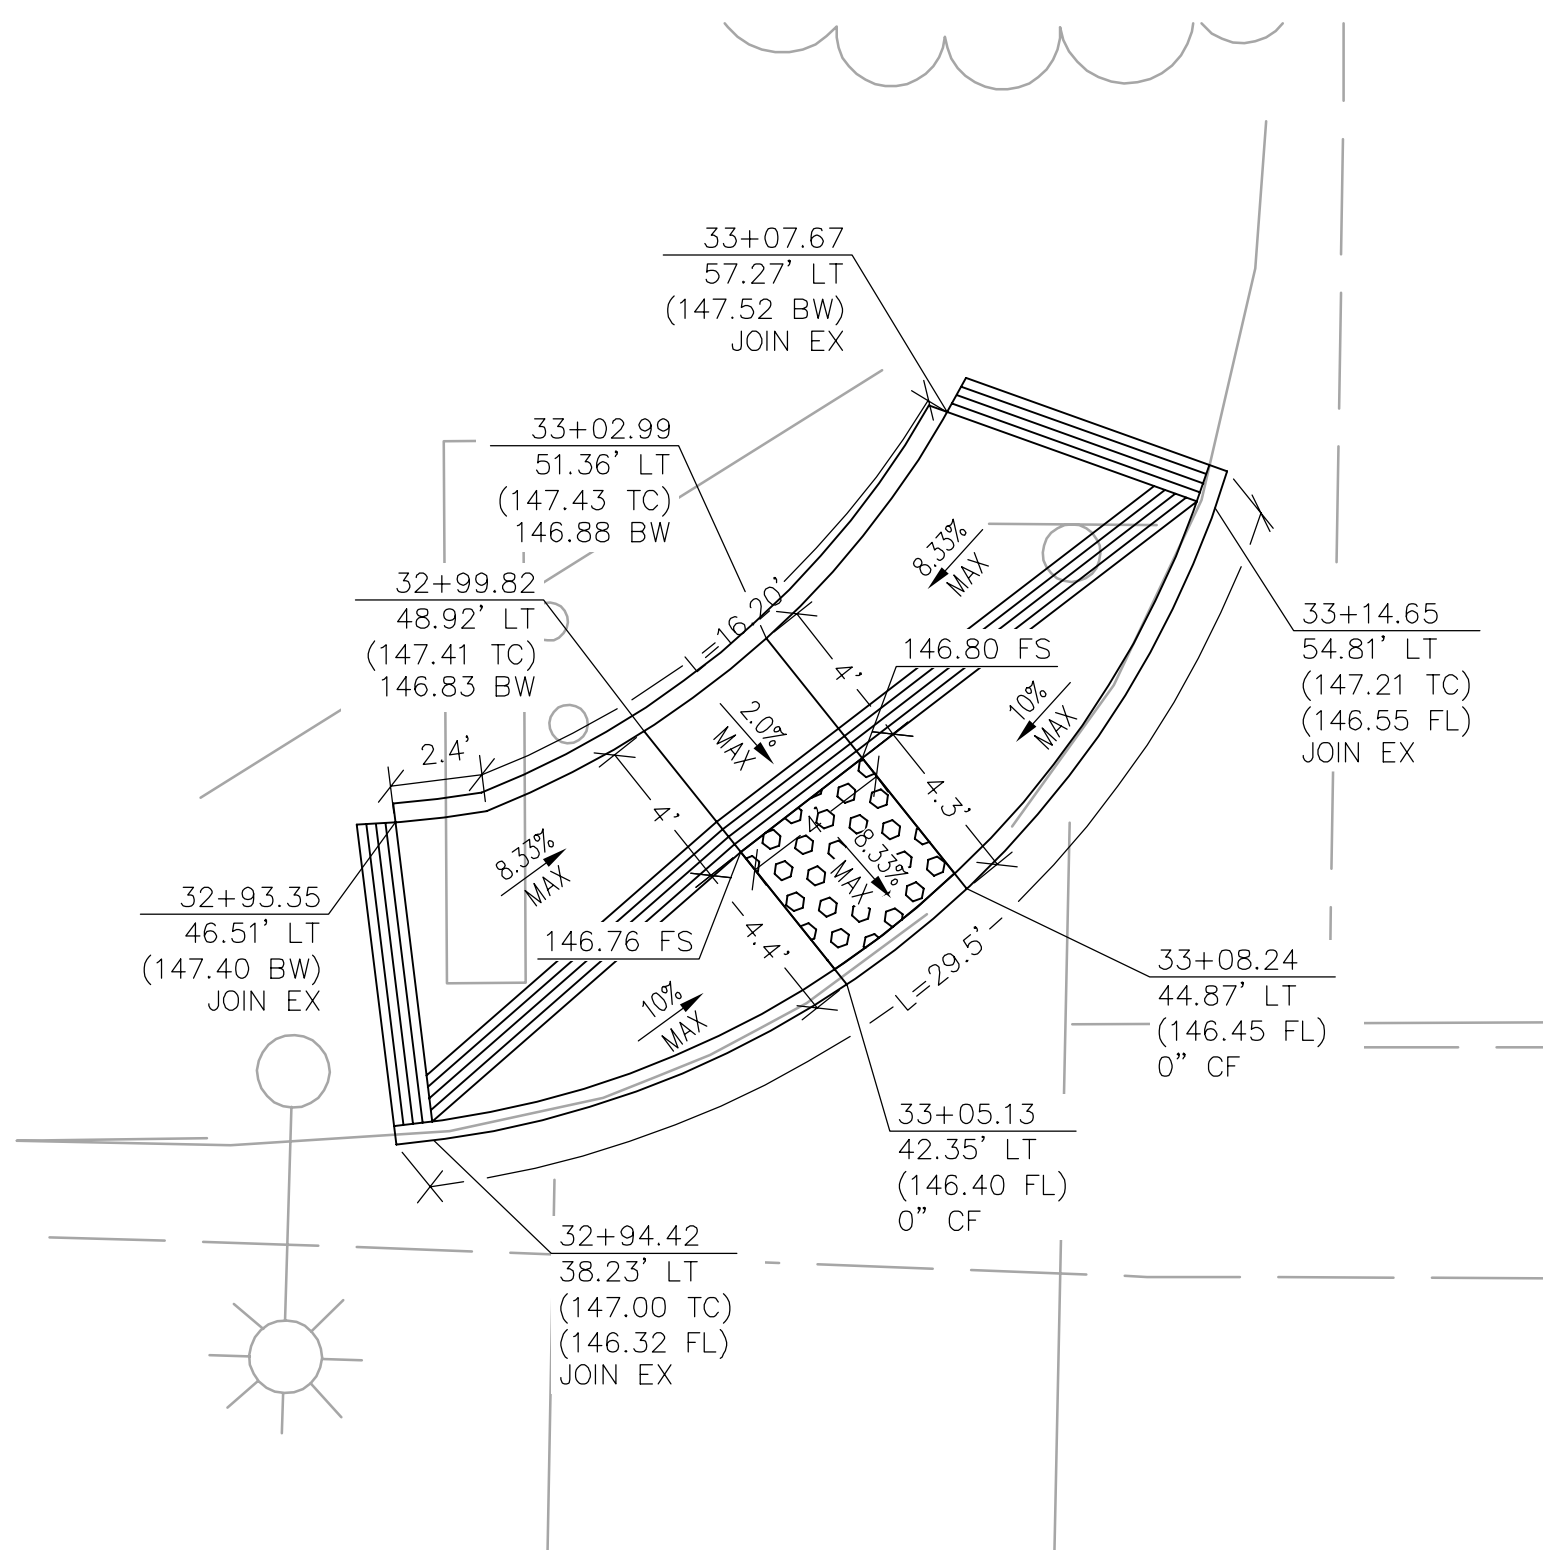 33+07.67
57.27' LT
(147.52 BW)
JOIN EX
33+02.99
51.36' LT
(147.43 TC)
146.88 BW
32+99.82
48.92' LT
(147.41 TC)
146.83 BW
L=16.20'
8.33%
MAX
33+14.65
54.81' LT
(147.21 TC)
(146.55 FL)
JOIN EX
146.80 FS
4'
10%
MAX
2.0%
MAX
2.4'
4'
4.3'
4'
8.33%
MAX
8.33%
MAX
32+93.35
46.51' LT
(147.40 BW)
JOIN EX
146.76 FS
4.4'
L=29.5'
10%
MAX
33+08.24
44.87' LT
(146.45 FL)
0" CF
33+05.13
42.35' LT
(146.40 FL)
0" CF
32+94.42
38.23' LT
(147.00 TC)
(146.32 FL)
JOIN EX